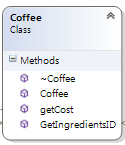 Coffee
Class
Methods
~Coffee
Coffee
getCost
GetIngredientsID